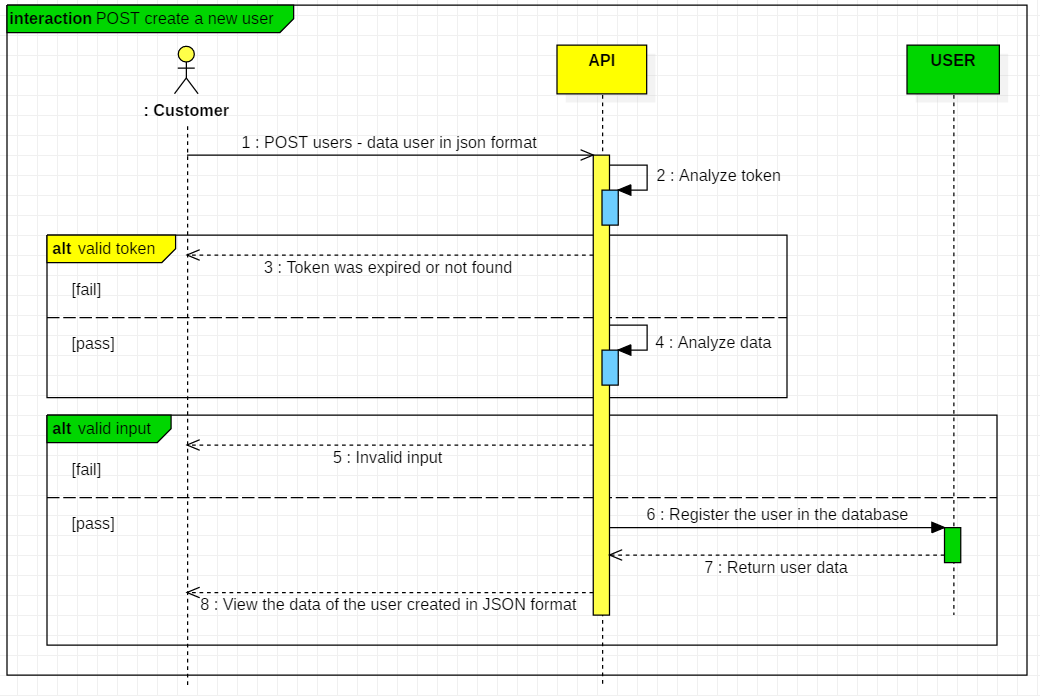 interaction POST create a new user
: Customer
API
USER
1 : POST users - data user in json format
2 : Analyze token
alt valid token
3 : Token was expired or not found
[fail]
[pass]
4 : Analyze data
alt valid input
5 : Invalid input
[fail]
6 : Register the user in the database
[pass]
7 : Return user data
8 : View the data of the user created in JSON format